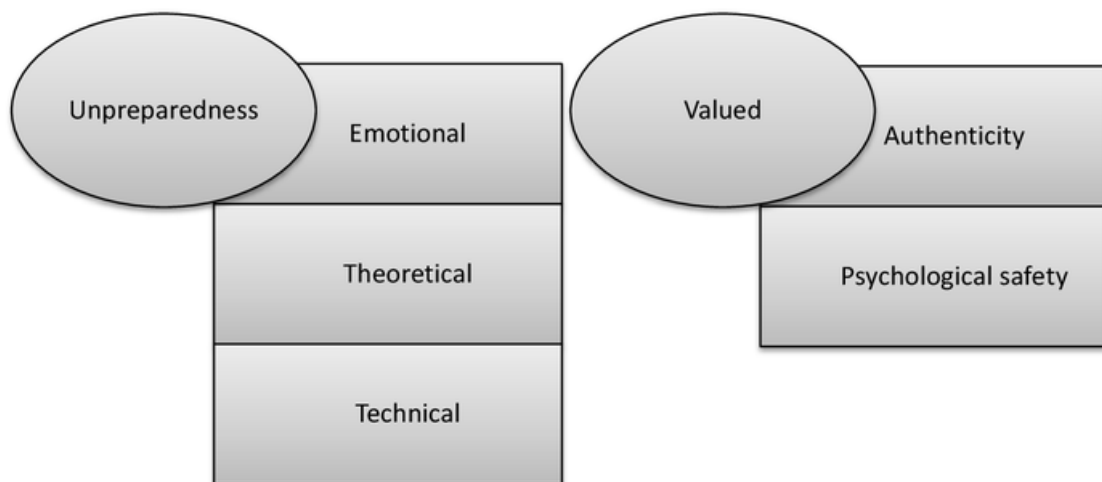 Unpreparedness
Emotional
Theoretical
Technical
Valued
Authenticity
Psychological safety